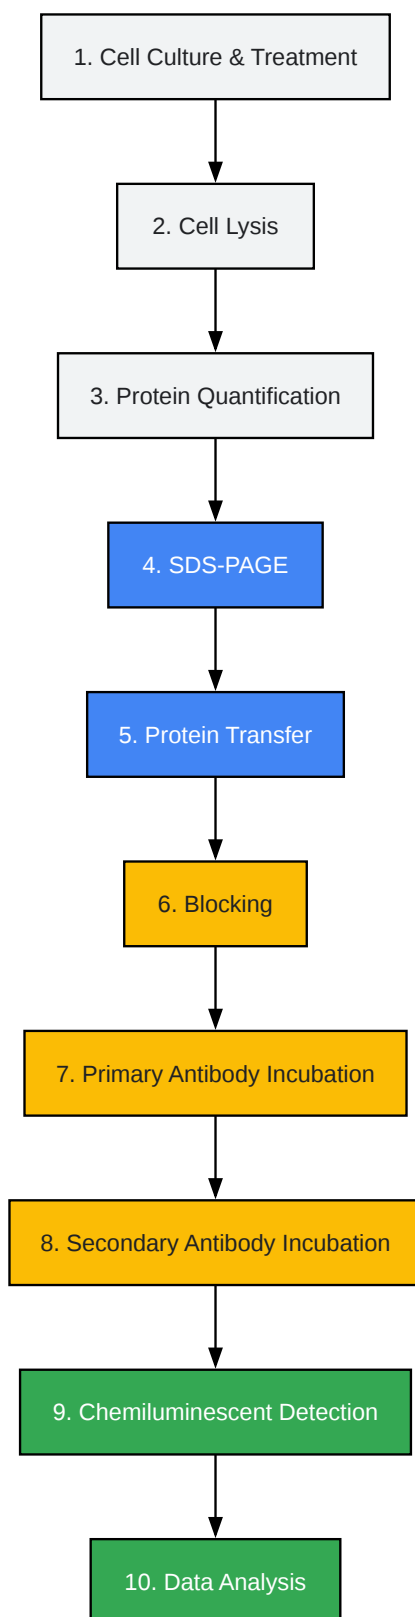 1. Cell Culture & Treatment
2. Cell Lysis
3. Protein Quantification
4. SDS-PAGE
5. Protein Transfer
6. Blocking
7. Primary Antibody Incubation
8. Secondary Antibody Incubation
9. Chemiluminescent Detection
10. Data Analysis